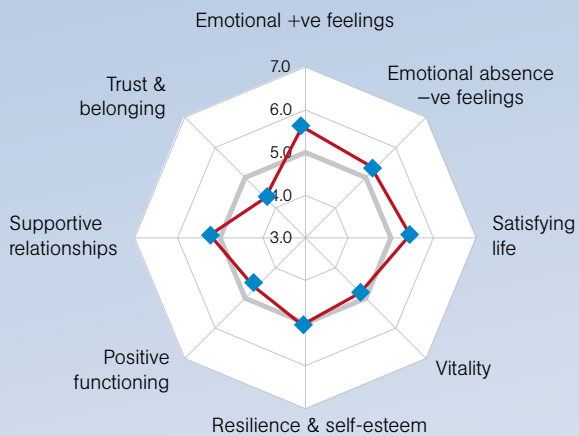 Emotional +ve feelings
7.0
Trust &
belonging
Emotional absence
–ve feelings
6.0
5.0
4.0
Supportive
relationships
3.0
Satisfying
life
Positive
functioning
Vitality
Resilience & self-esteem